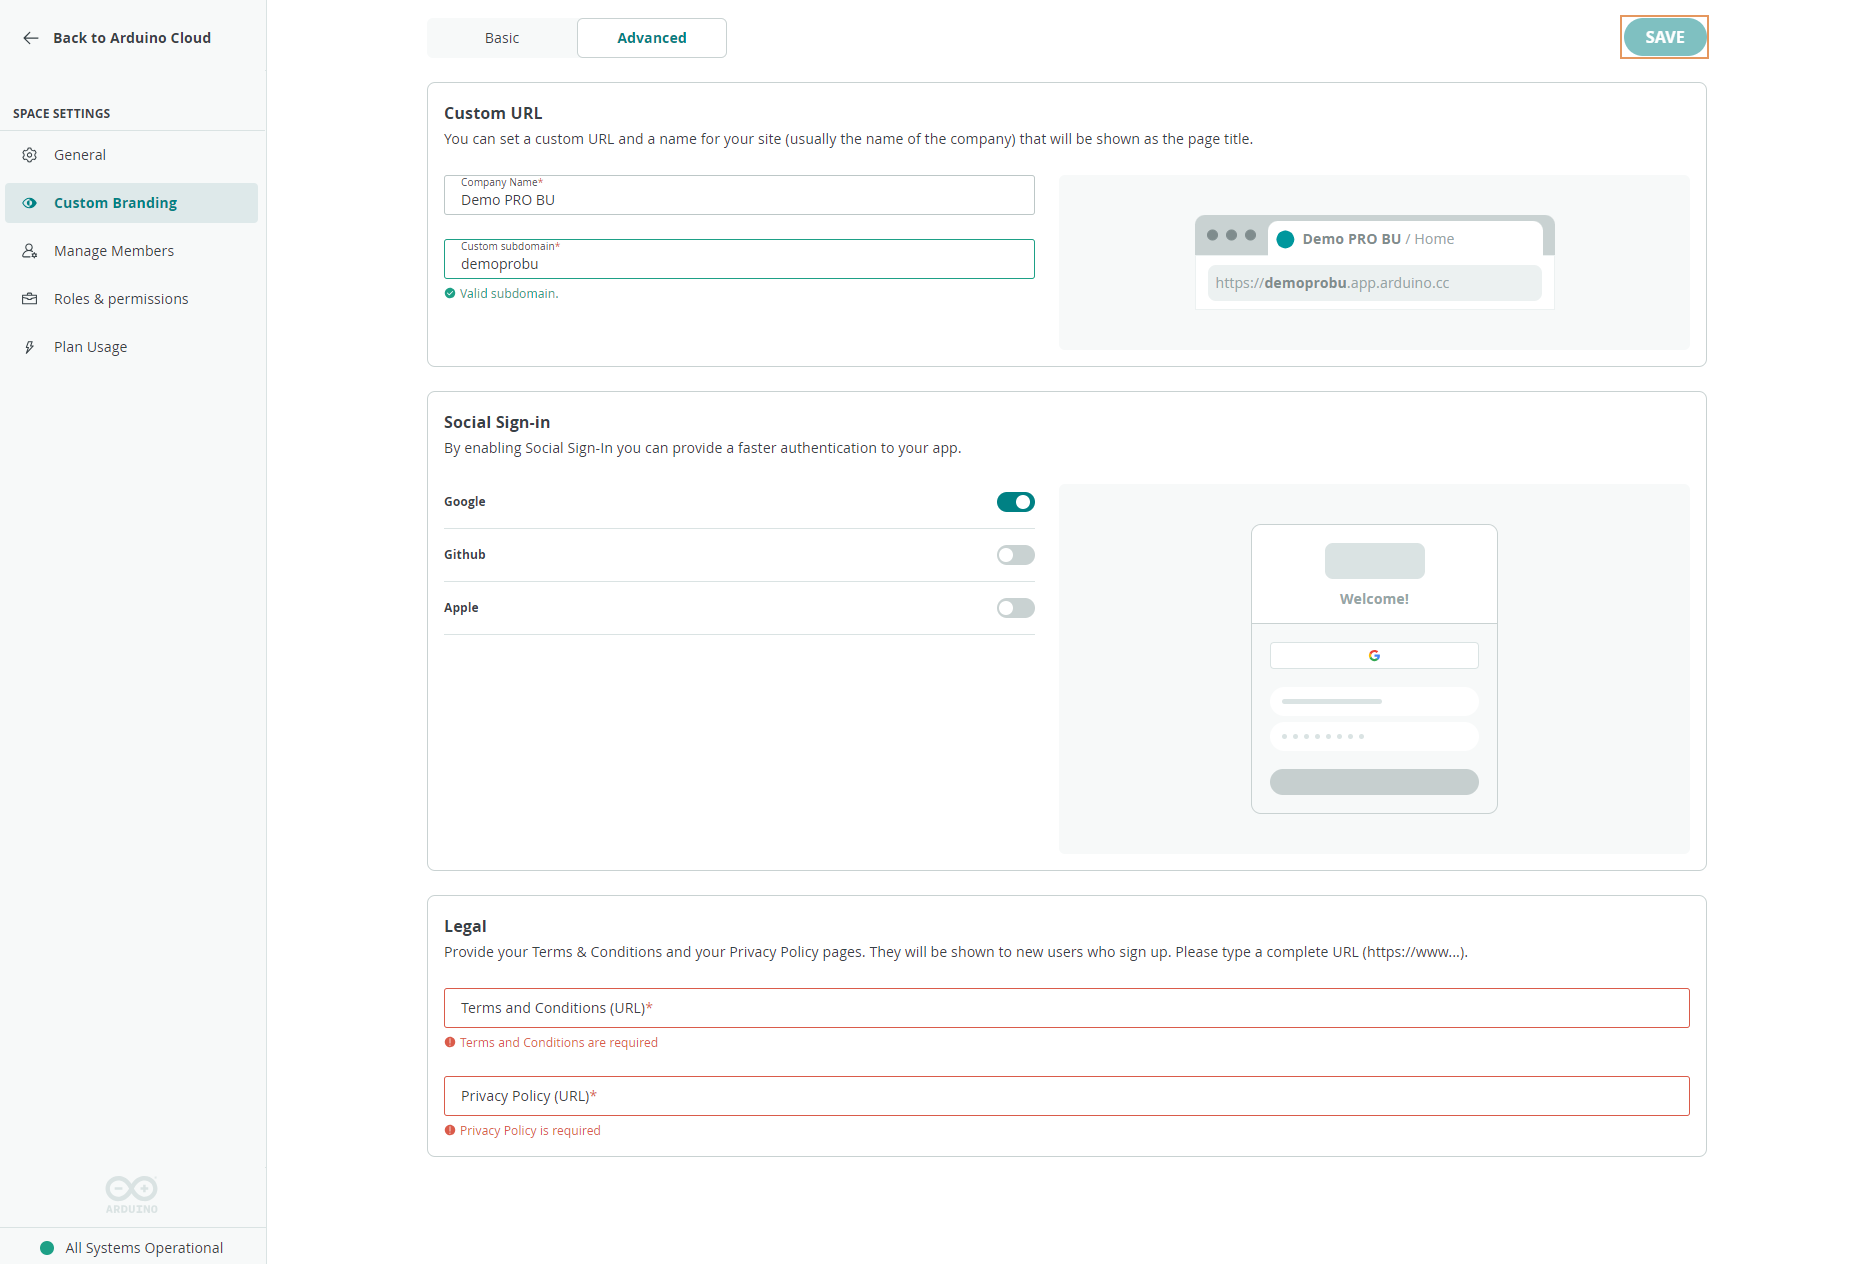 Back to Arduino Cloud
SPACE SETTINGS
General
Custom Branding
Manage Members
Roles & permissions
Plan Usage
ARDUINO
All Systems Operational
Basic
Advanced
SAVE
Custom URL
You can set a custom URL and a name for your site (usually the name of the company) that will be shown as the page title.
Company Name*
Demo PRO BU
Custom subdomain*
demoprobu
Valid subdomain.
Demo PRO BU / Home
https://demoprobu.app.arduino.cc
Social Sign-in
By enabling Social Sign-In you can provide a faster authentication to your app.
Google
Github
Apple
Welcome!
G
Legal
Provide your Terms & Conditions and your Privacy Policy pages. They will be shown to new users who sign up. Please type a complete URL (https://www...).
Terms and Conditions (URL)*
Terms and Conditions are required
Privacy Policy (URL)*
Privacy Policy is required